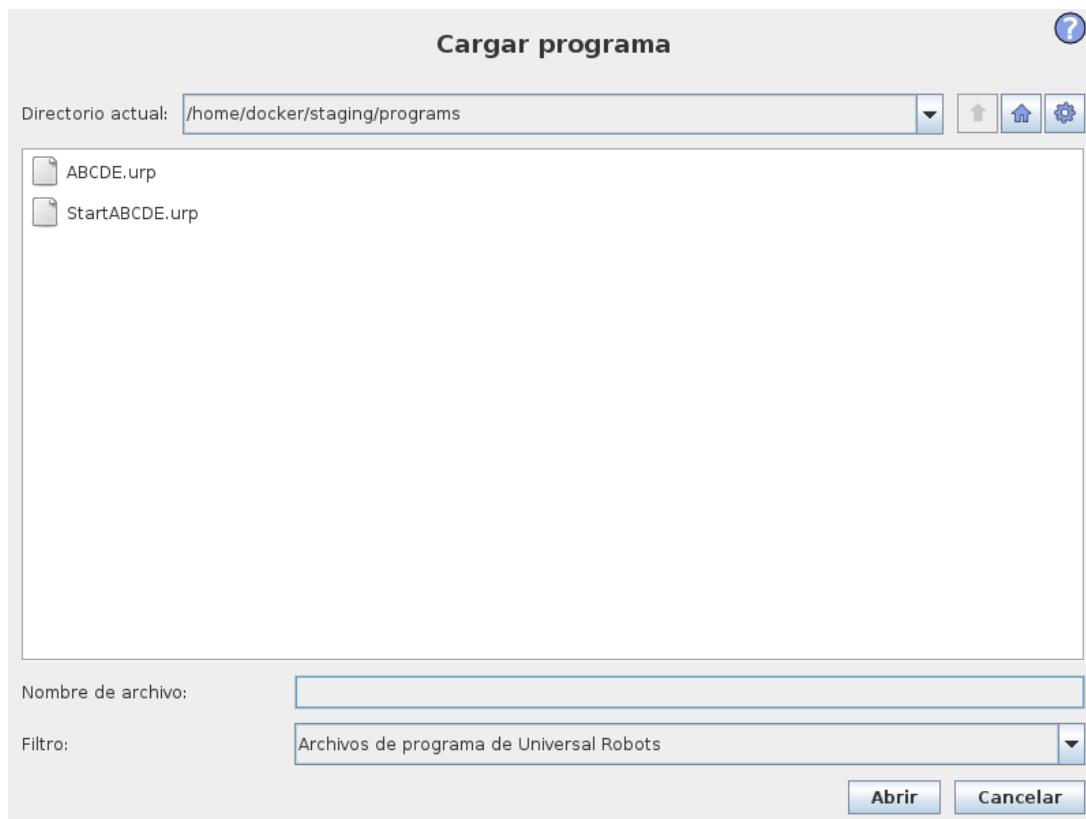 Cargar programa
?
Directorio actual: /home/docker/staging/programs
ABCDE.urp
StartABCDE.urp
Nombre de archivo:
Filtro: Archivos de programa de Universal Robots
Abrir Cancelar